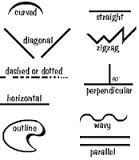 curved
straight
diagonal
zigzag
dashed or dotted
90°
perpendicular
horizontal
outline
wavy
parallel